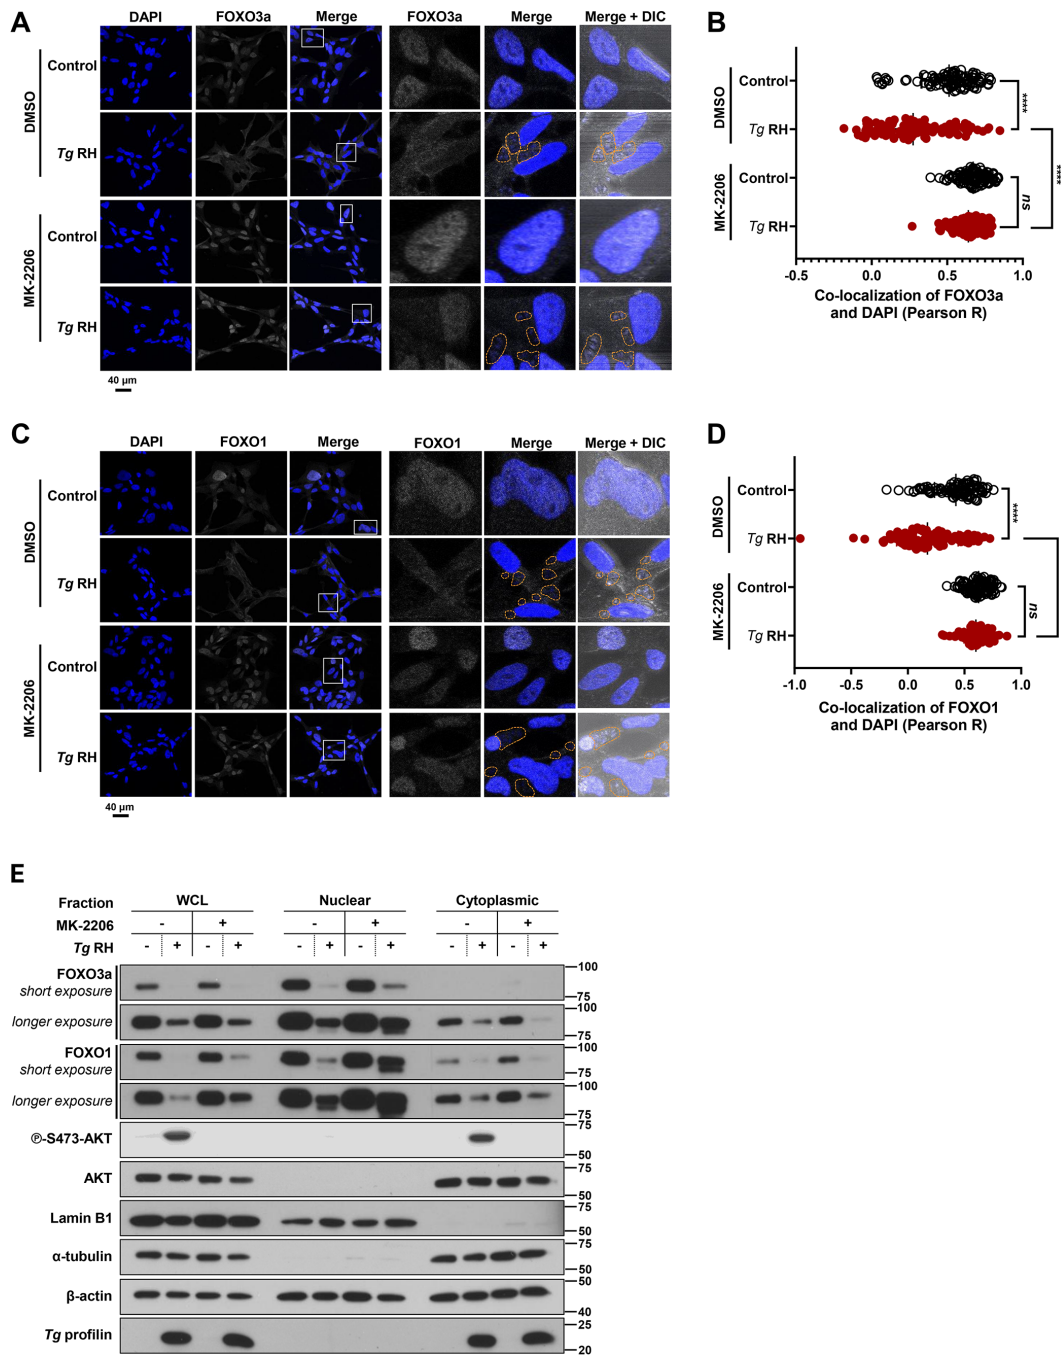 A
DAPI FOXO3a Merge FOXO3a Merge Merge + DIC
DMSO
Control
Tg RH
MK-2206
Control
Tg RH
40 µm
B
DMSO
Control
Tg RH
MK-2206
Control
Tg RH
****
ns
****
-0.5 0.0 0.5 1.0
Co-localization of FOXO3a
and DAPI (Pearson R)
C
DAPI FOXO1 Merge FOXO1 Merge Merge + DIC
DMSO
Control
Tg RH
MK-2206
Control
Tg RH
40 µm
D
DMSO
Control
Tg RH
MK-2206
Control
Tg RH
****
ns
-1.0 -0.5 0.0 0.5 1.0
Co-localization of FOXO1
and DAPI (Pearson R)
E
Fraction WCL Nuclear Cytoplasmic
MK-2206 - + - + - +
Tg RH - + - + - + - + - + - +
FOXO3a 100
short exposure 75
longer exposure 100
75
FOXO1 100
short exposure 75
longer exposure 100
75
℗-S473-AKT 75
50
AKT 75
50
Lamin B1 75
50
α-tubulin 75
50
β-actin 50
40
Tg profilin 25
20